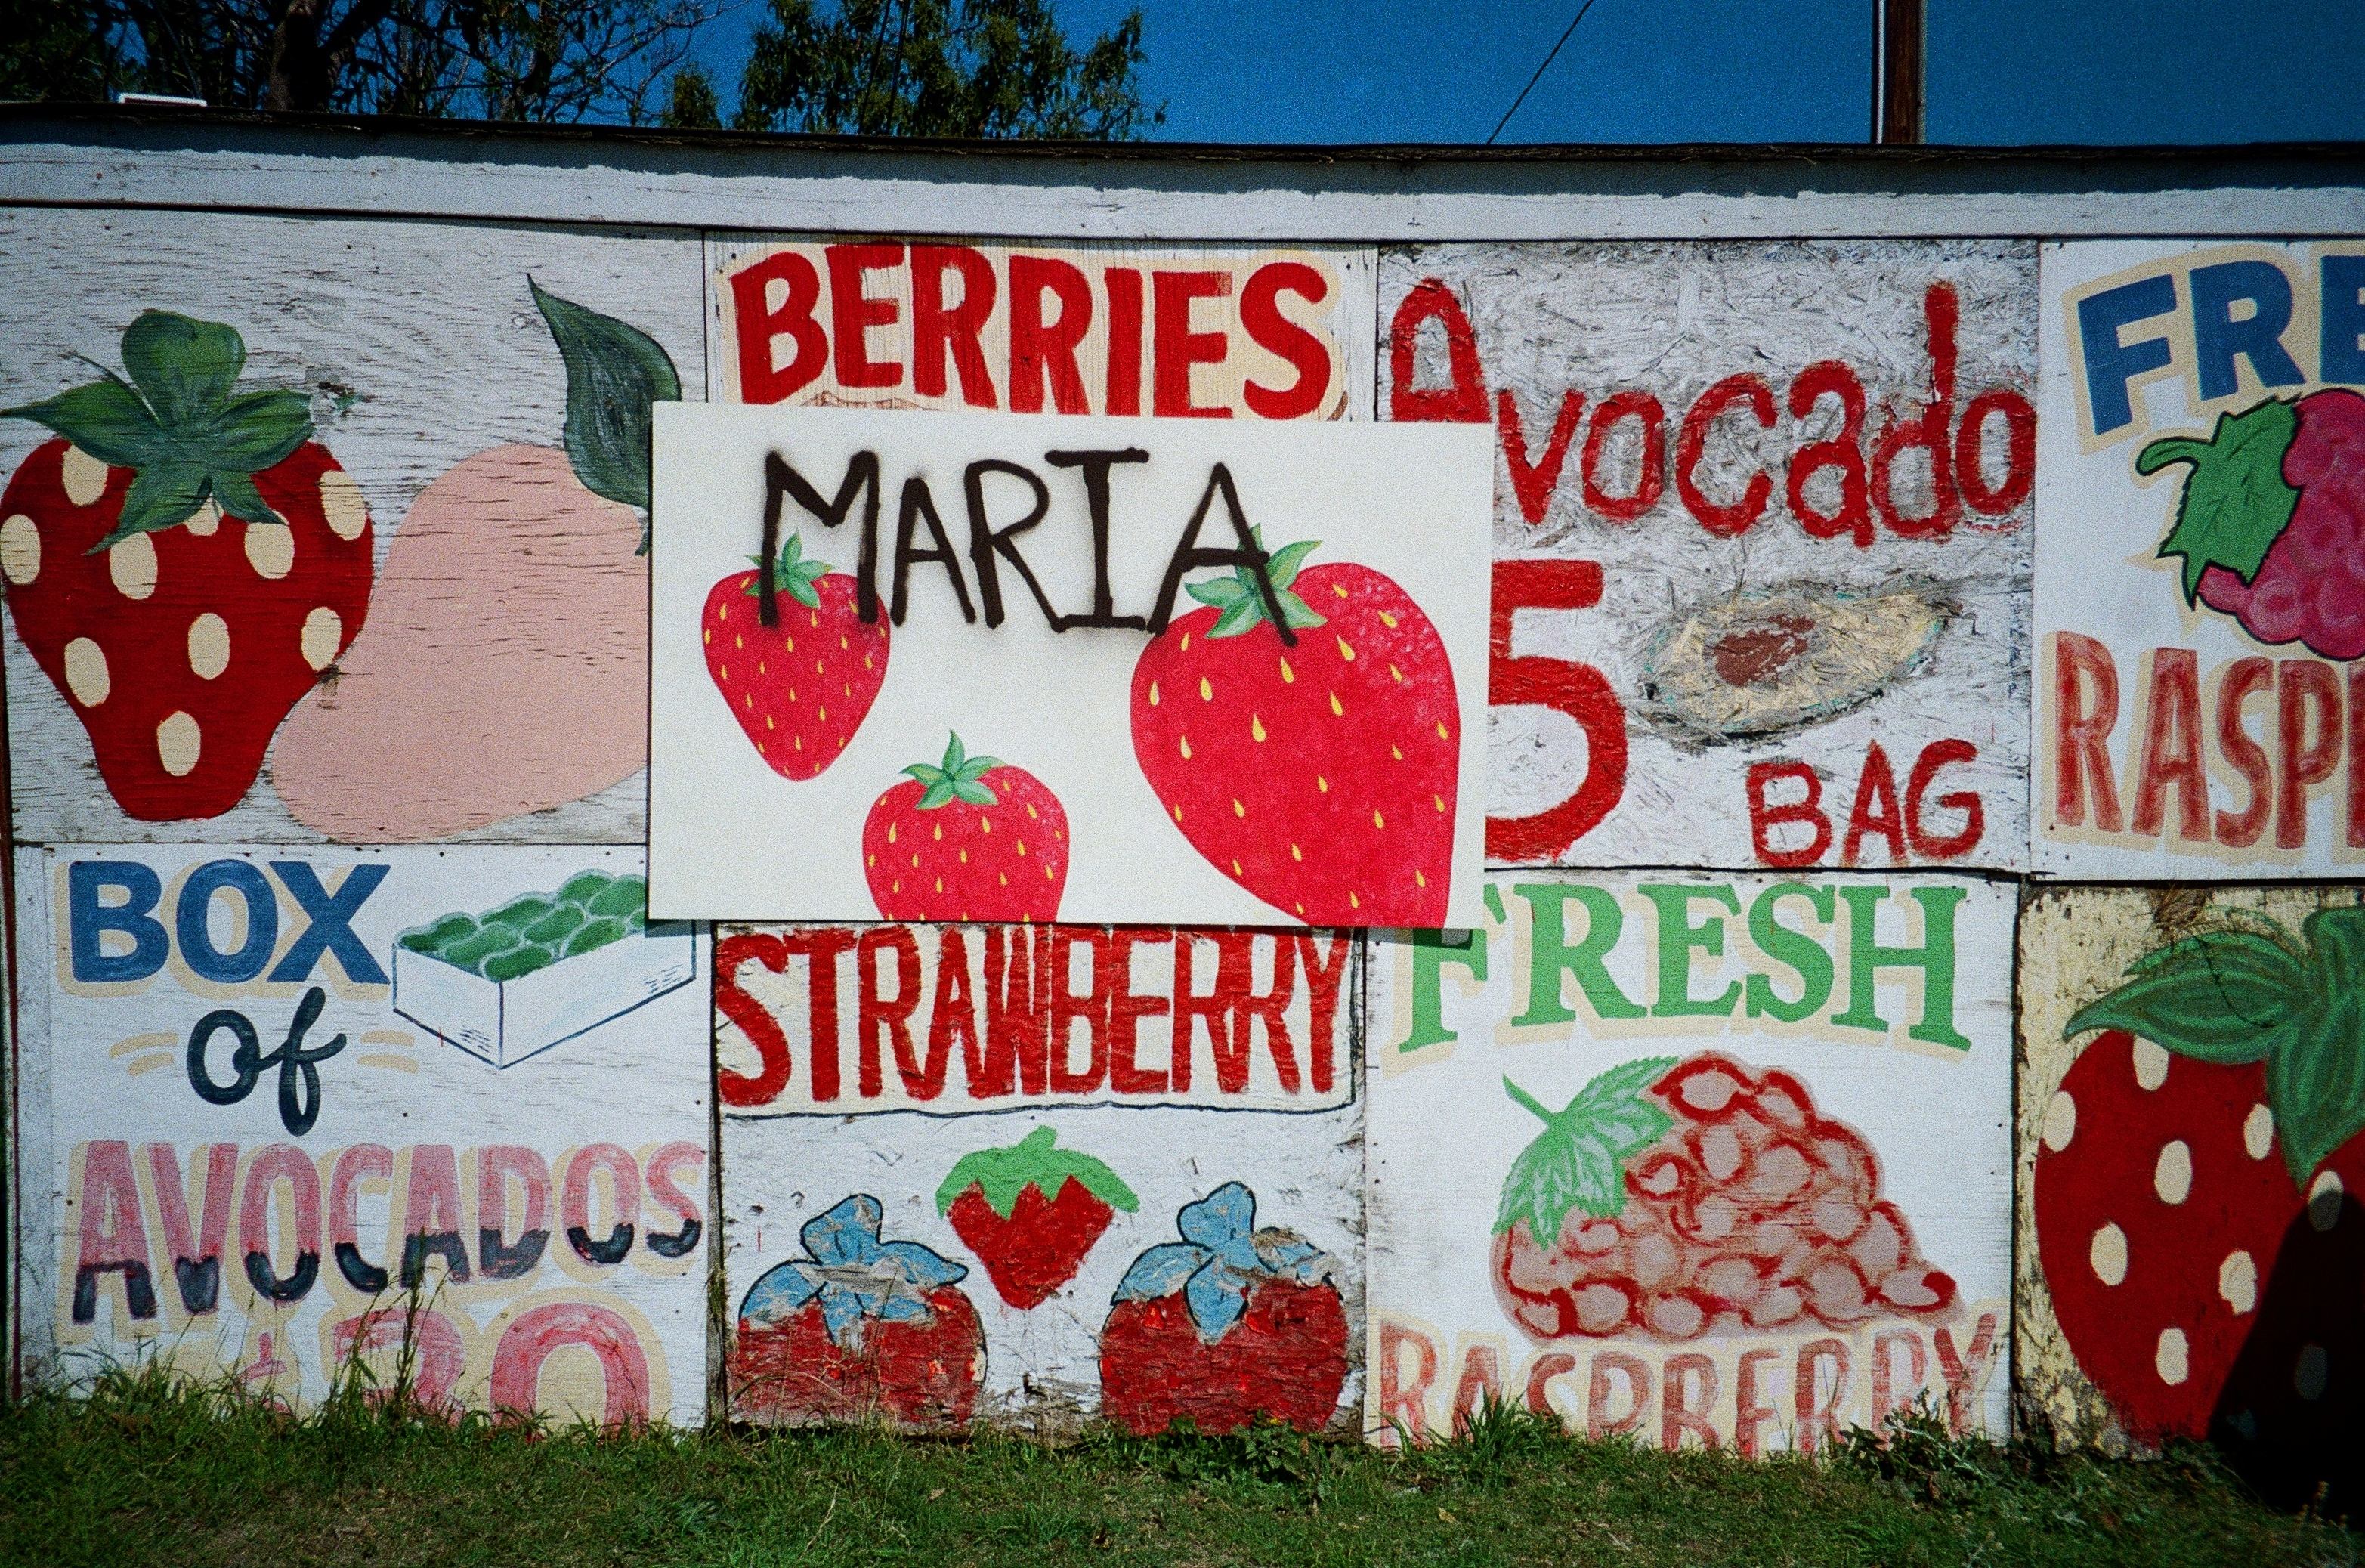 BERRIES
MARIA
Avocado
5
BAG
FRE
RASP
BOX
of
AVOCADOS
STRAWBERRY
FRESH
RASPBERRY